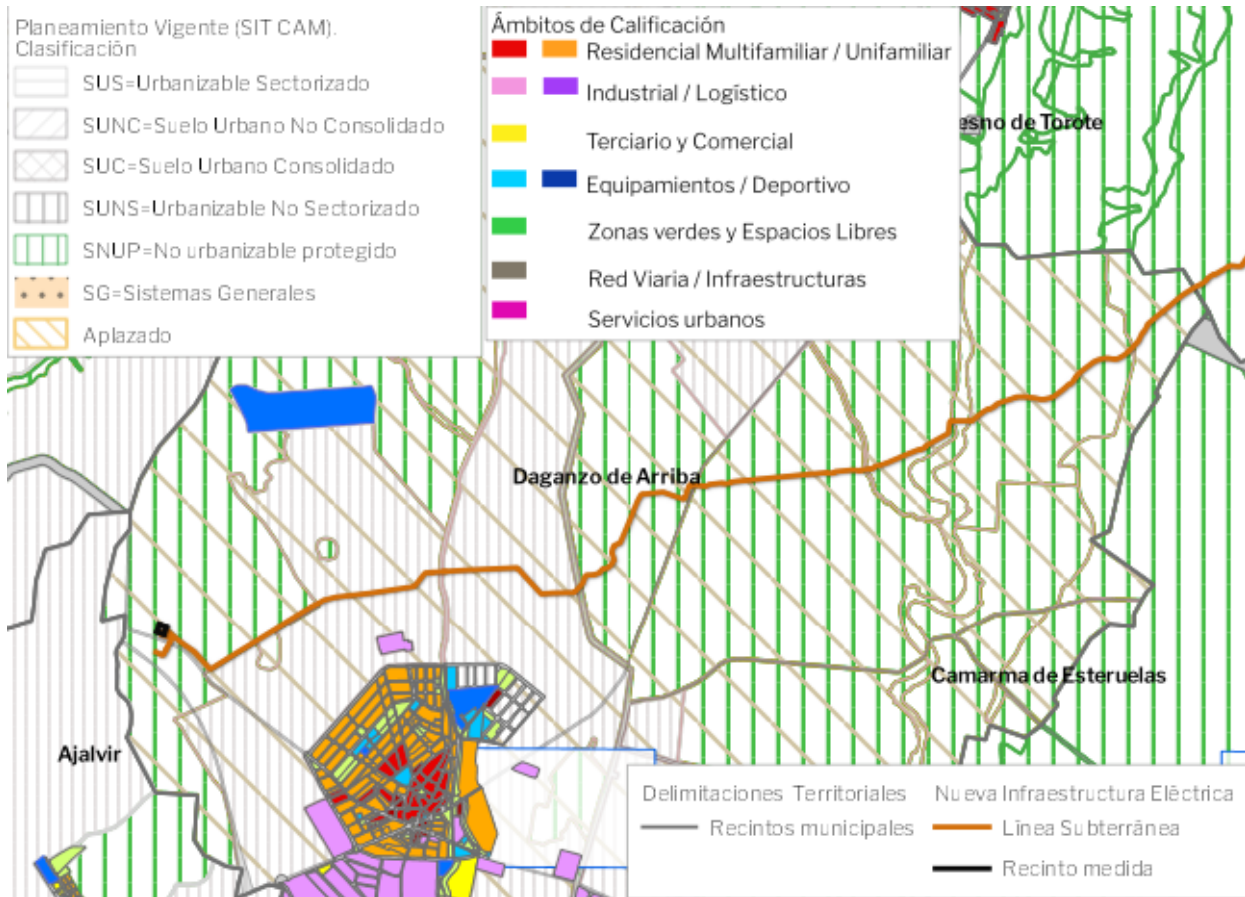 Planeamiento Vigente (SIT CAM).
Clasificación
SUS=Urbanizable Sectorizado
SUNC=Suelo Urbano No Consolidado
SUC=Suelo Urbano Consolidado
SUNS=Urbanizable No Sectorizado
SNUP=No urbanizable protegido
SG=Sistemas Generales
Aplazado
Ámbitos de Calificación
Residencial Multifamiliar / Unifamiliar
Industrial / Logístico
Terciario y Comercial
Equipamientos / Deportivo
Zonas verdes y Espacios Libres
Red Viaria / Infraestructuras
Servicios urbanos
esno de Torote
Daganzo de Arriba
Camarma de Esteruelas
Ajalvir
Delimitaciones Territoriales
Recintos municipales
Nueva Infraestructura Eléctrica
Línea Subterránea
Recinto medida